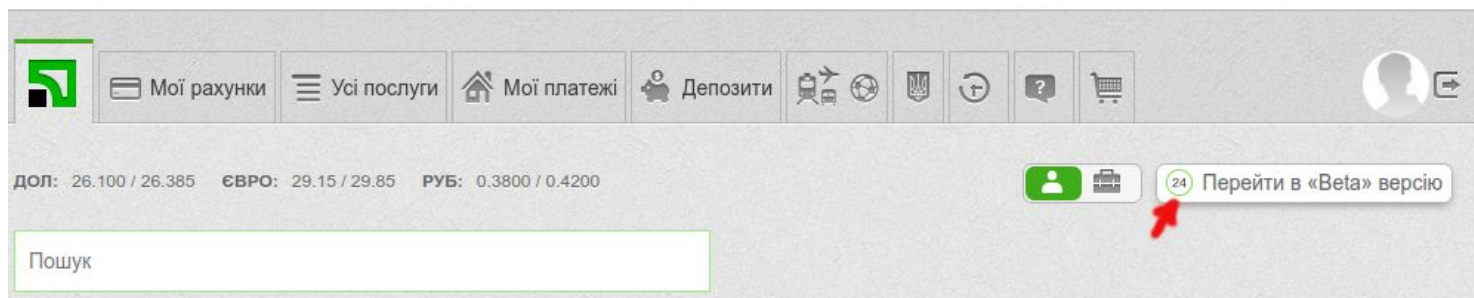 Мої рахунки Усі послуги Мої платежі Депозити ?
ДОЛ: 26.100 / 26.385 ЄВРО: 29.15 / 29.85 РУБ: 0.3800 / 0.4200 24 Перейти в «Beta» версію
Пошук